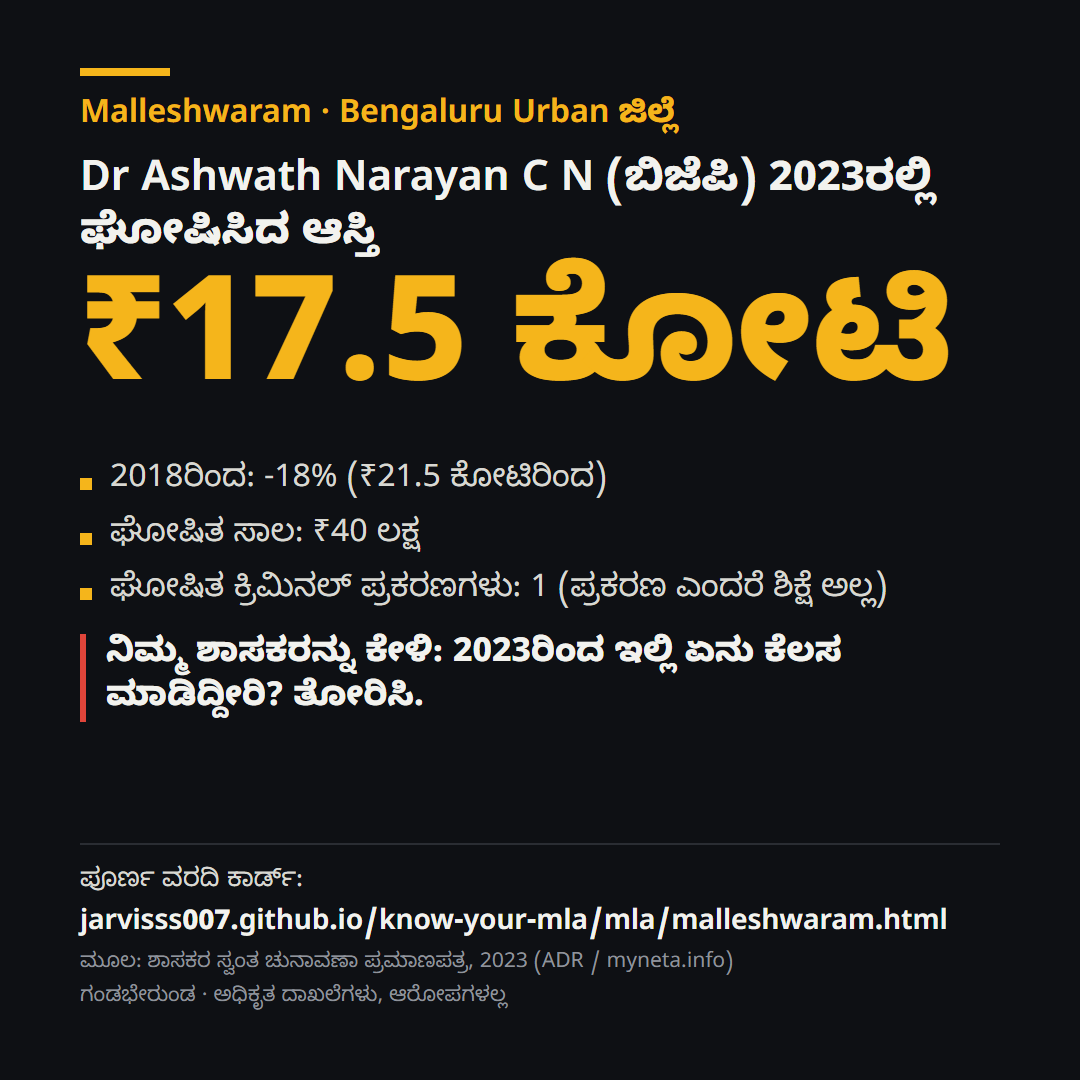 Malleshwaram · Bengaluru Urban ಜಿಲ್ಲೆ
Dr Ashwath Narayan C N (ಬಿಜೆಪಿ) 2023ರಲ್ಲಿ
ಘೋಷಿಸಿದ ಆಸ್ತಿ
₹17.5 ಕೋಟಿ
2018ರಿಂದ: -18% (₹21.5 ಕೋಟಿರಿಂದ)
ಘೋಷಿತ ಸಾಲ: ₹40 ಲಕ್ಷ
ಘೋಷಿತ ಕ್ರಿಮಿನಲ್ ಪ್ರಕರಣಗಳು: 1 (ಪ್ರಕರಣ ಎಂದರೆ ಶಿಕ್ಷೆ ಅಲ್ಲ)
ನಿಮ್ಮ ಶಾಸಕರನ್ನು ಕೇಳಿ: 2023ರಿಂದ ಇಲ್ಲಿ ಏನು ಕೆಲಸ
ಮಾಡಿದ್ದೀರಿ? ತೋರಿಸಿ.
ಪೂರ್ಣ ವರದಿ ಕಾರ್ಡ್:
jarvisss007.github.io/know-your-mla/mla/malleshwaram.html
ಮೂಲ: ಶಾಸಕರ ಸ್ವಂತ ಚುನಾವಣಾ ಪ್ರಮಾಣಪತ್ರ, 2023 (ADR / myneta.info)
ಗಂಡಭೇರುಂಡ · ಅಧಿಕೃತ ದಾಖಲೆಗಳು, ಆರೋಪಗಳಲ್ಲ